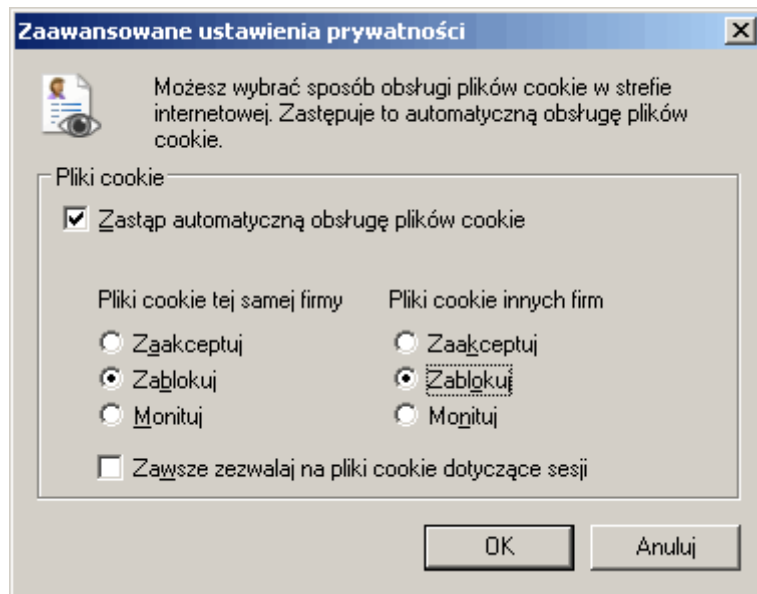 Zaawansowane ustawienia prywatności
Możesz wybrać sposób obsługi plików cookie w strefie
internetowej. Zastępuje to automatyczną obsługę plików
cookie.
Pliki cookie
Zastąp automatyczną obsługę plików cookie
Pliki cookie tej samej firmy Pliki cookie innych firm
Zaakceptuj Zaakceptuj
Zablokuj Zablokuj
Monituj Monituj
Zawsze zezwalaj na pliki cookie dotyczące sesji
OK Anuluj